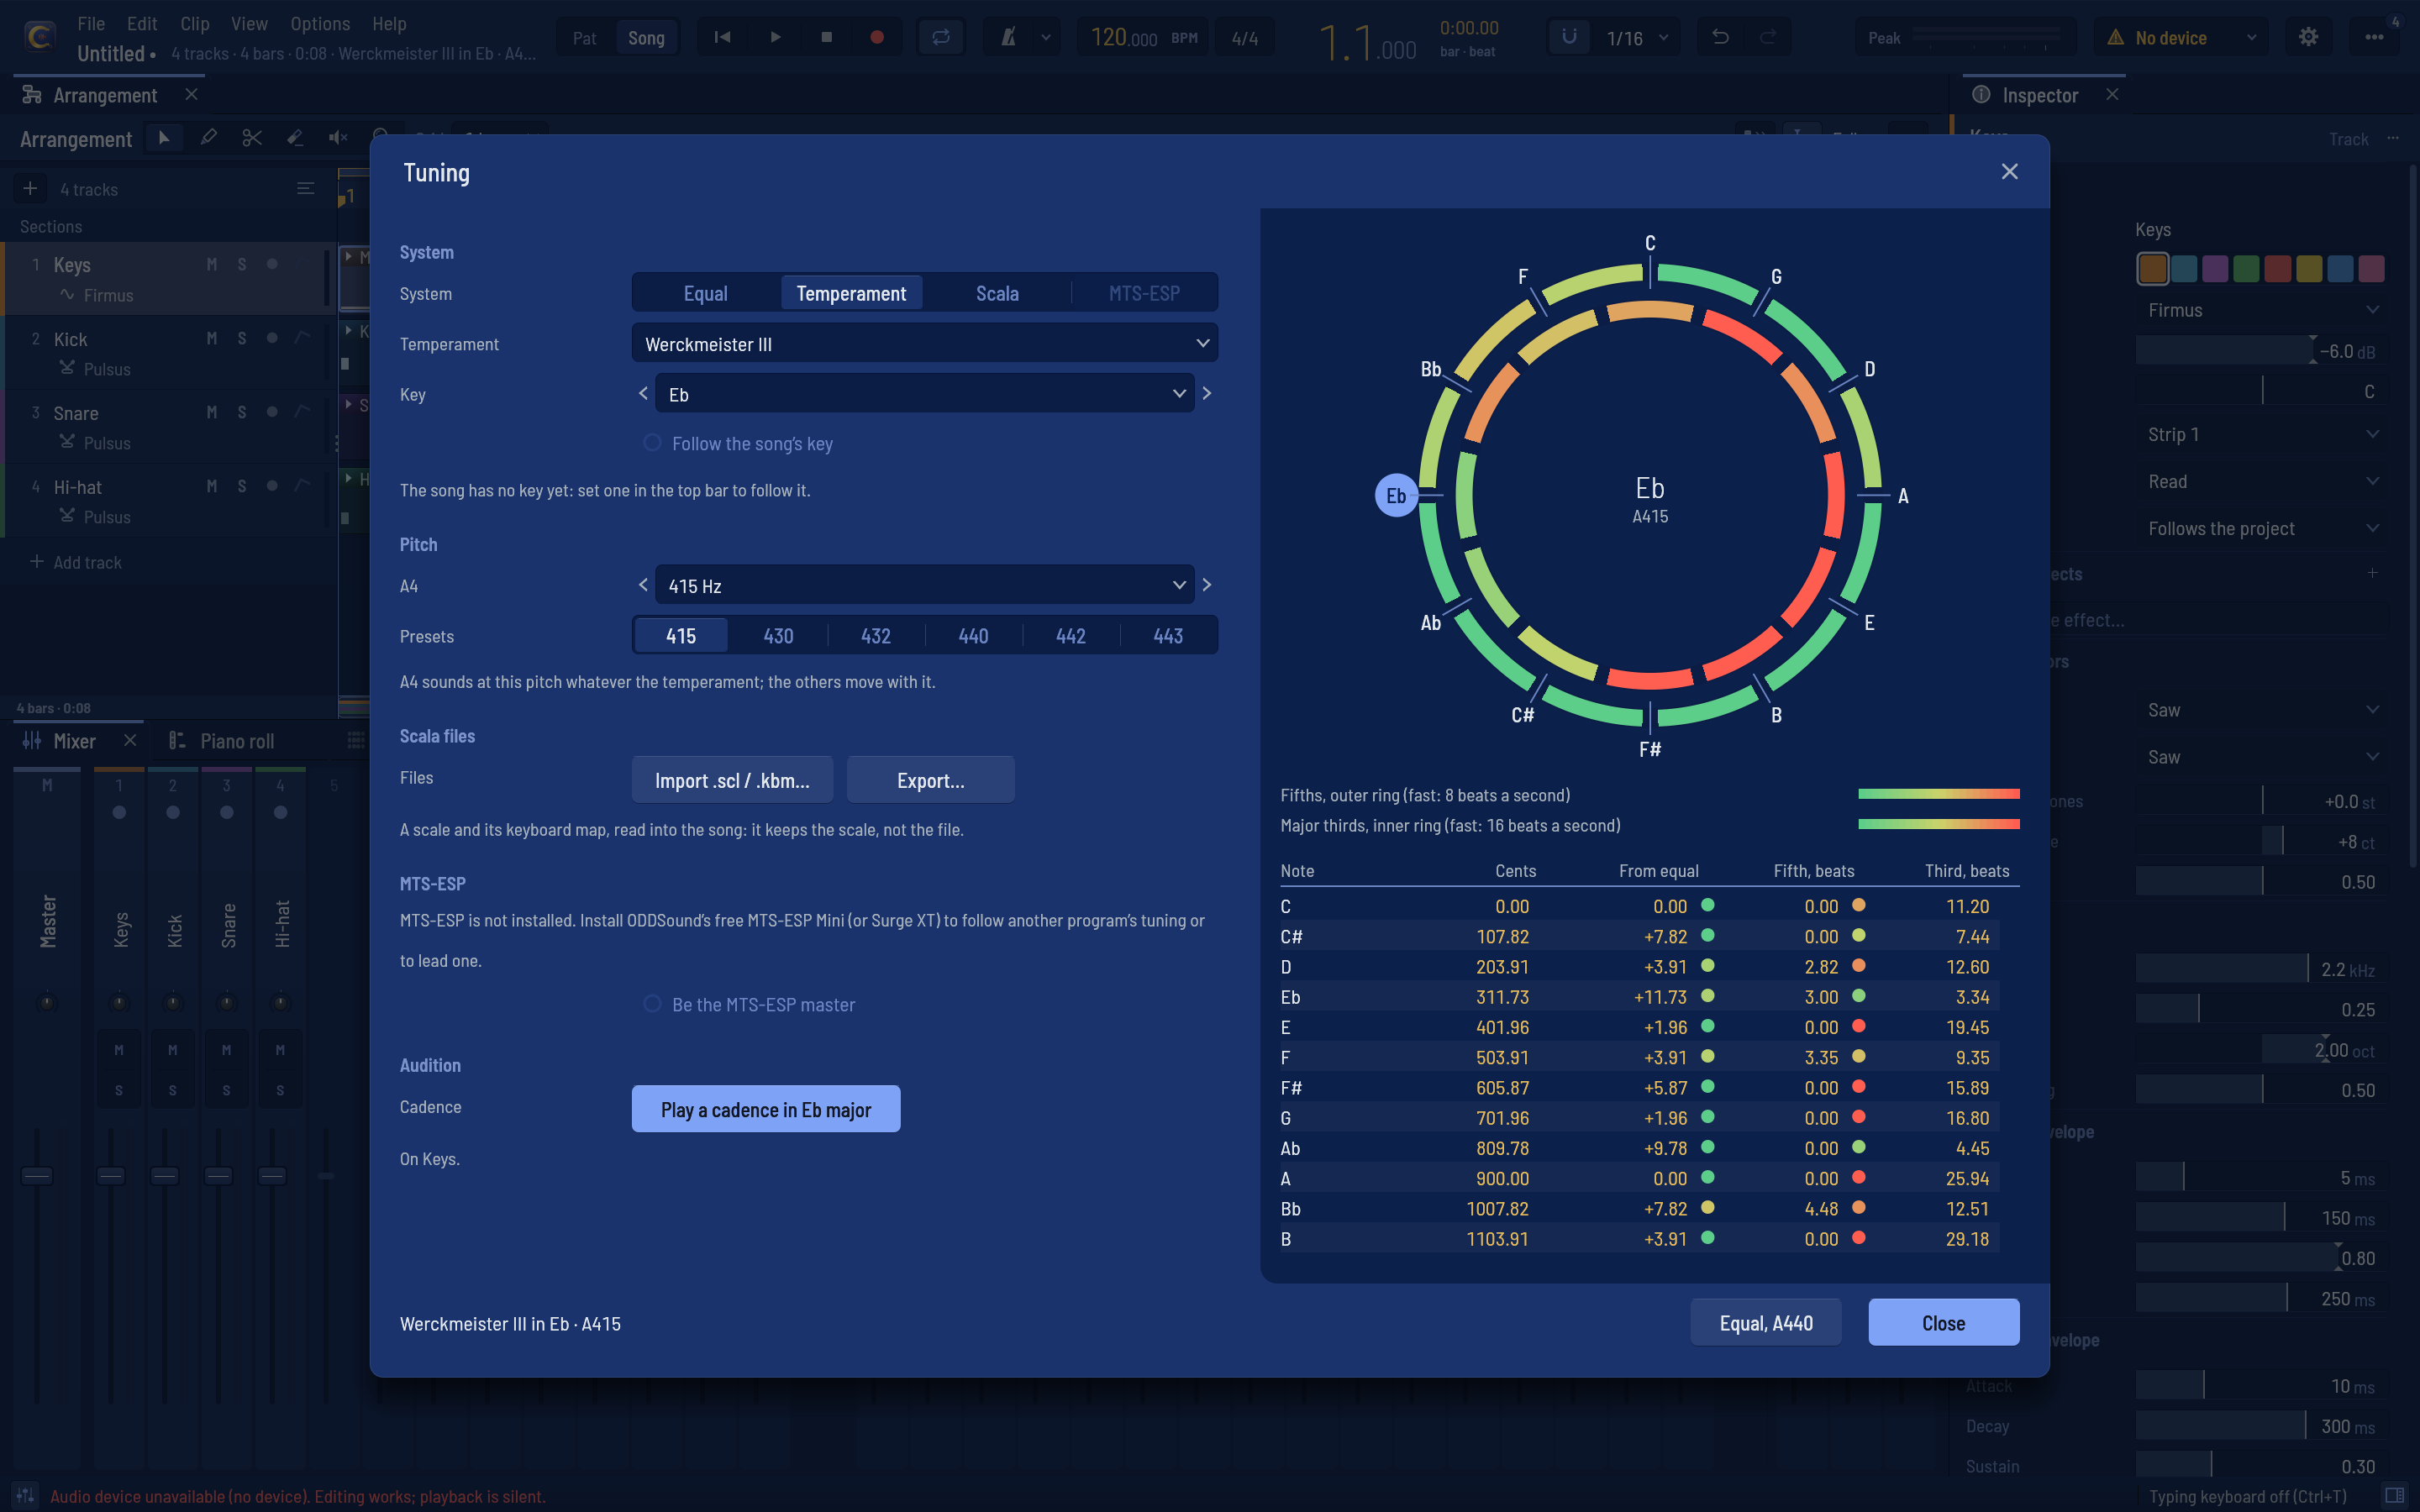 File Edit Clip View Options Help
Untitled • 4 tracks · 4 bars · 0:08 · Werckmeister III in Eb · A4...
Pat Song
120.000 BPM 4/4
1.1.000
0:00.00
bar · beat
1/16
Peak
No device
4
Arrangement
Inspector
Arrangement
Track
4 tracks
1
Sections
1 Keys M S
Firmus
2 Kick M S
Pulsus
3 Snare M S
Pulsus
4 Hi-hat M S
Pulsus
Add track
4 bars · 0:08
Mixer Piano roll
M 1 2 3 4 5
Master Keys Kick Snare Hi-hat
M M M M
S S S S
Tuning
System
System Equal Temperament Scala MTS-ESP
Temperament Werckmeister III
Key Eb
Follow the song's key
The song has no key yet: set one in the top bar to follow it.
Pitch
A4 415 Hz
Presets 415 430 432 440 442 443
A4 sounds at this pitch whatever the temperament; the others move with it.
Scala files
Files Import .scl / .kbm... Export...
A scale and its keyboard map, read into the song: it keeps the scale, not the file.
MTS-ESP
MTS-ESP is not installed. Install ODDSound's free MTS-ESP Mini (or Surge XT) to follow another program's tuning or
to lead one.
Be the MTS-ESP master
Audition
Cadence Play a cadence in Eb major
On Keys.
Werckmeister III in Eb · A415
C
F G
Bb D
Eb A
Eb
A415
Ab E
C# B
F#
Fifths, outer ring (fast: 8 beats a second)
Major thirds, inner ring (fast: 16 beats a second)
Note Cents From equal Fifth, beats Third, beats
C 0.00 0.00 0.00 11.20
C# 107.82 +7.82 0.00 7.44
D 203.91 +3.91 2.82 12.60
Eb 311.73 +11.73 3.00 3.34
E 401.96 +1.96 0.00 19.45
F 503.91 +3.91 3.35 9.35
F# 605.87 +5.87 0.00 15.89
G 701.96 +1.96 0.00 16.80
Ab 809.78 +9.78 0.00 4.45
A 900.00 0.00 0.00 25.94
Bb 1007.82 +7.82 4.48 12.51
B 1103.91 +3.91 0.00 29.18
Equal, A440 Close
Keys
Firmus
−6.0 dB
C
Strip 1
Read
Follows the project
effect...
Saw
Saw
+0.0 st
+8 ct
0.50
2.2 kHz
0.25
2.00 oct
0.50
5 ms
150 ms
0.80
250 ms
Attack 10 ms
Decay 300 ms
Sustain 0.30
Audio device unavailable (no device). Editing works; playback is silent.
Typing keyboard off (Ctrl+T)